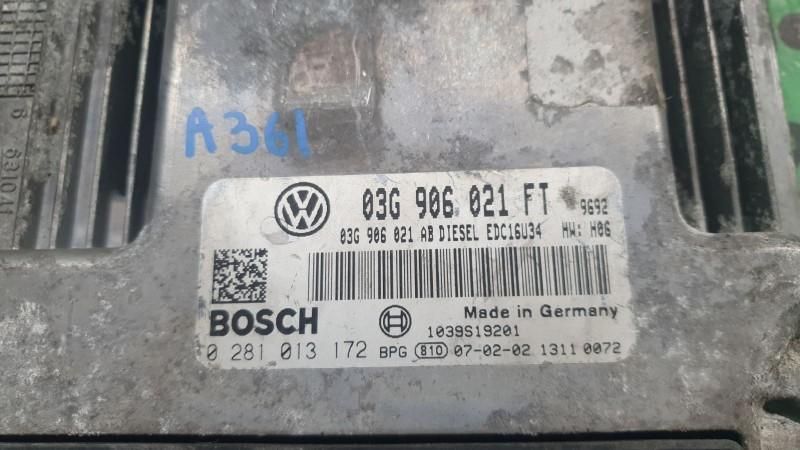 A361
03G 906 021 FT 9692
03G 906 021 AB DIESEL EDC16U34 HW: H06
BOSCH
Made in Germany
1039S19201
0 281 013 172 BPG 810 07-02-02 1311 0072